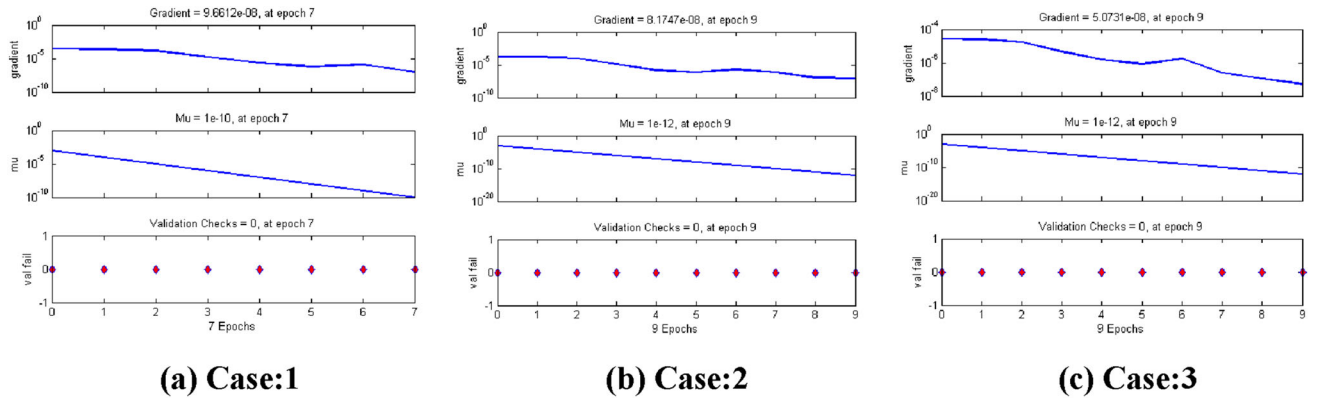 Gradient = 9.6612e-08, at epoch 7
10^0
10^-5
10^-10
gradient
Mu = 1e-10, at epoch 7
10^0
10^-5
10^-10
mu
Validation Checks = 0, at epoch 7
1
0
-1
val fail
0 1 2 3 4 5 6 7
7 Epochs
(a) Case:1
Gradient = 8.1747e-08, at epoch 9
10^0
10^-5
10^-10
gradient
Mu = 1e-12, at epoch 9
10^0
10^-10
10^-20
mu
Validation Checks = 0, at epoch 9
1
0
-1
val fail
0 1 2 3 4 5 6 7 8 9
9 Epochs
(b) Case:2
Gradient = 5.0731e-08, at epoch 9
10^-4
10^-6
10^-8
gradient
Mu = 1e-12, at epoch 9
10^0
10^-10
10^-20
mu
Validation Checks = 0, at epoch 9
1
0
-1
val fail
0 1 2 3 4 5 6 7 8 9
9 Epochs
(c) Case:3